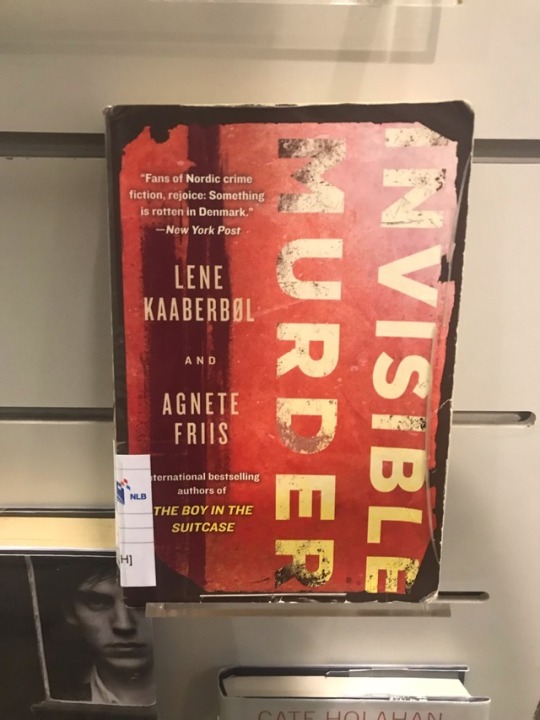 "Fans of Nordic crime
fiction, rejoice: Something
is rotten in Denmark."
—New York Post
LENE
KAABERBØL
AND
AGNETE
FRIIS
International bestselling
authors of
THE BOY IN THE
SUITCASE
INVISIBLE
MURDER
NLB
H]
CATE HOLAHAN